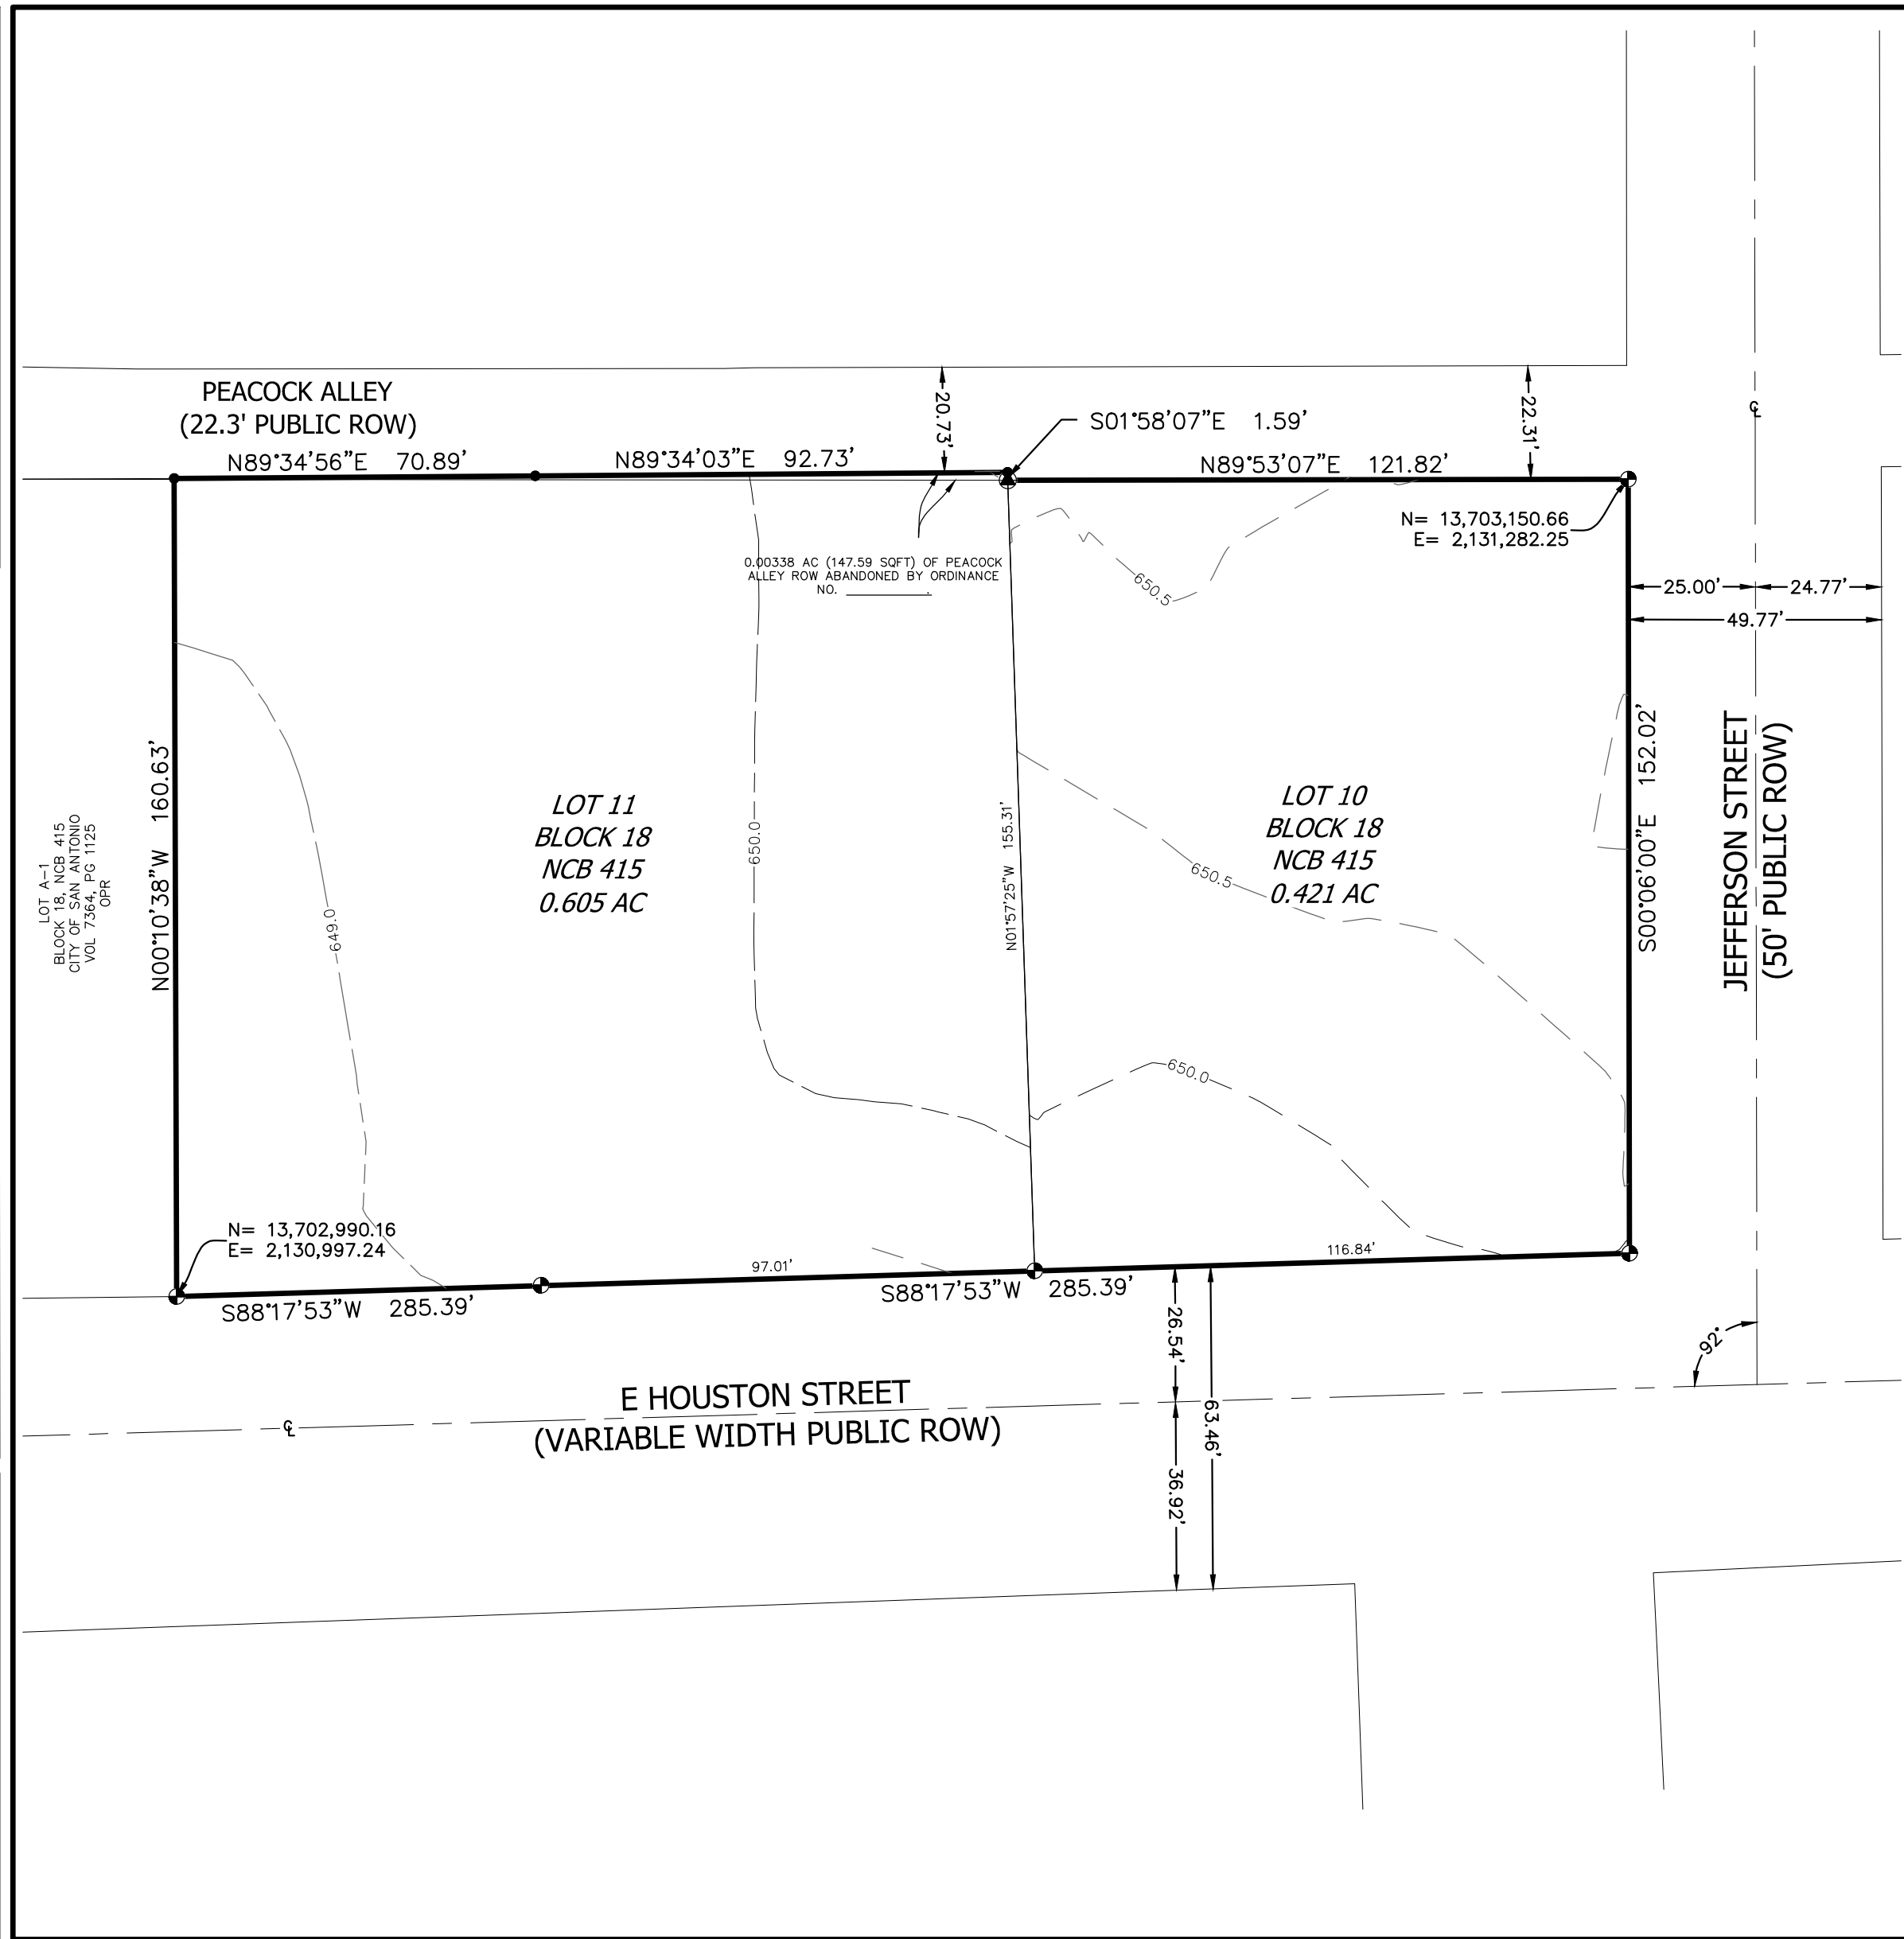 PEACOCK ALLEY
(22.3' PUBLIC ROW)
N89°34'56"E 70.89'
N89°34'03"E 92.73'
20.73'
S01°58'07"E 1.59'
N89°53'07"E 121.82'
22.31'
℄
N= 13,703,150.66
E= 2,131,282.25
0.00338 AC (147.59 SQFT) OF PEACOCK
ALLEY ROW ABANDONED BY ORDINANCE
NO. ____________.
650.5
25.00'
24.77'
49.77'
LOT A-1
BLOCK 18, NCB 415
CITY OF SAN ANTONIO
VOL 7364, PG 1125
OPR
N00°10'38"W 160.63'
649.0
LOT 11
BLOCK 18
NCB 415
0.605 AC
650.0
N01°57'25"W 155.31'
LOT 10
BLOCK 18
NCB 415
0.421 AC
650.5
S00°06'00"E 152.02'
JEFFERSON STREET
(50' PUBLIC ROW)
650.0
N= 13,702,990.16
E= 2,130,997.24
97.01'
116.84'
S88°17'53"W 285.39'
S88°17'53"W 285.39'
26.54'
92°
E HOUSTON STREET
(VARIABLE WIDTH PUBLIC ROW)
℄
63.46'
36.92'